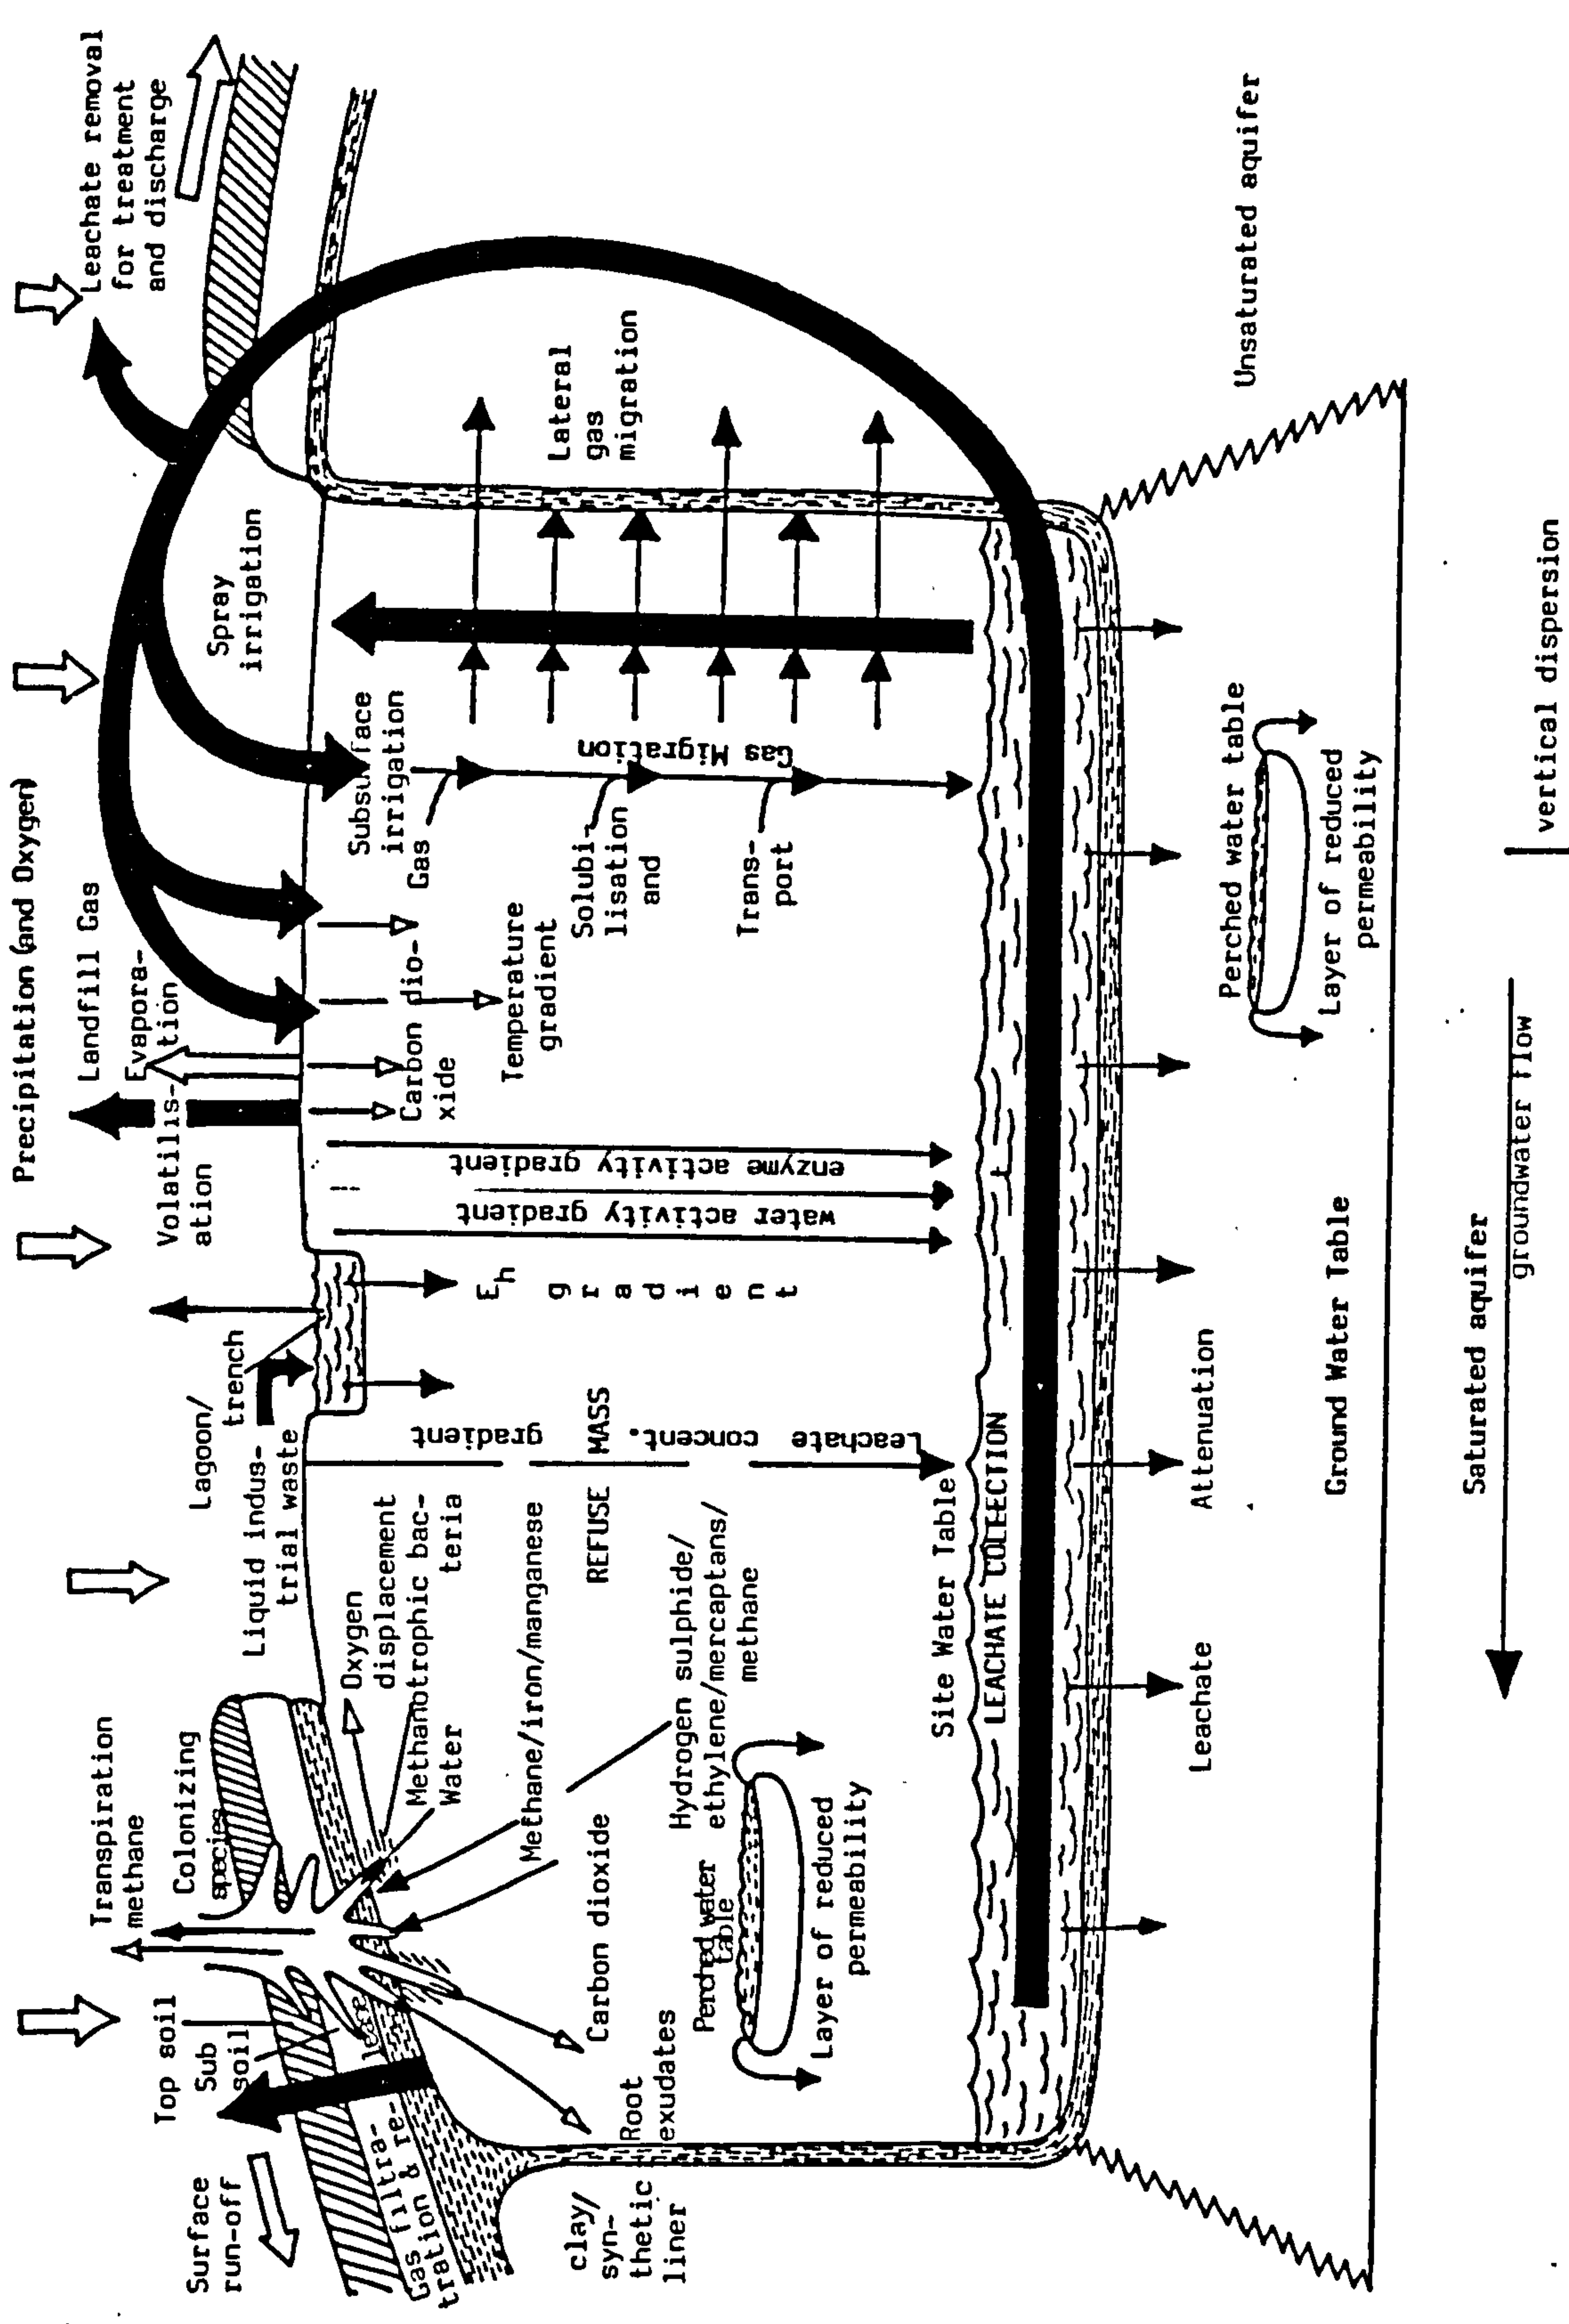 Precipitation (and Oxygen)
Transpiration
methane
Colonizing
species
Top soil
Sub
soil
Surface
run-off
Gas filtra-
tration & re-
lease
clay/
syn-
thetic
liner
Root
exudates
Carbon dioxide
Oxygen
displacement
Methanotrophic bac-
teria
Water
Methane/iron/manganese
Hydrogen sulphide/
ethylene/mercaptans/
methane
Perched water
table
Layer of reduced
permeability
Liquid indus-
trial waste
Lagoon/
trench
REFUSE MASS
Leachate concent. gradient
Eh
gradient
water activity gradient
enzyme activity gradient
Volatilis-
ation
Evapora-
tion
Landfill Gas
Carbon dio-
xide
Temperature
gradient
Gas
Solubi-
lisation
and
Trans-
port
Gas Migration
Subsurface
irrigation
Spray
irrigation
Lateral
gas
migration
Leachate removal
for treatment
and discharge
Site Water Table
LEACHATE COLLECTION
Leachate
Attenuation
Perched water table
Layer of reduced
permeability
Unsaturated aquifer
Ground Water Table
Saturated aquifer
groundwater flow
vertical dispersion